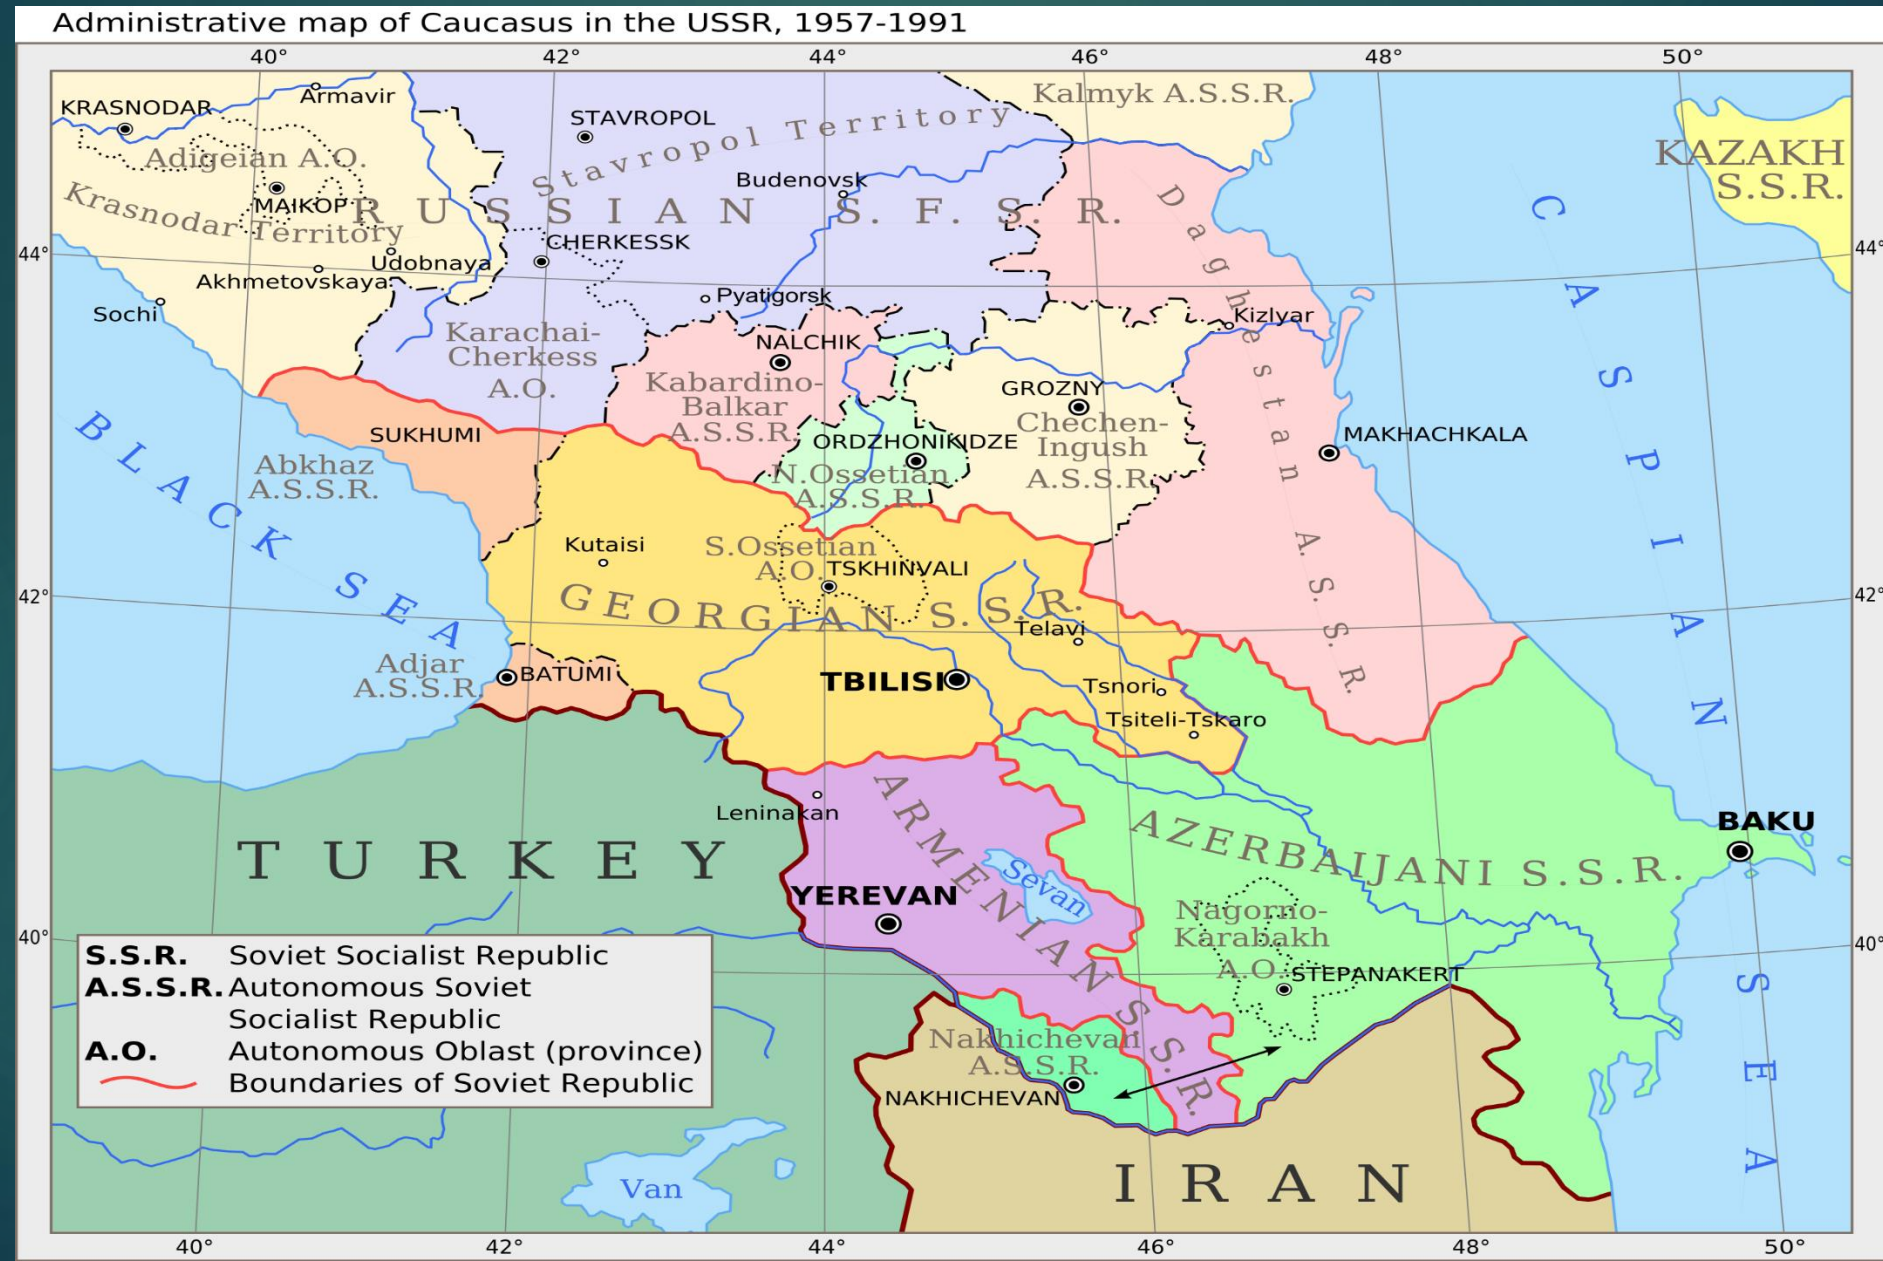 Administrative map of Caucasus in the USSR, 1957-1991
40° 42° 44° 46° 48° 50°
KRASNODAR
Armavir
STAVROPOL
Stavropol Territory
Kalmyk A.S.S.R.
KAZAKH
S.S.R.
Adigeian A.O.
MAIKOP
Krasnodar Territory
Budenovsk
RUSSIAN S. F. S. R.
Daghestan A. S. S. R.
CASPIAN SEA
CHERKESSK
44°
44°
Udobnaya
Akhmetovskaya
Sochi
Pyatigorsk
Kizlyar
Karachai-
Cherkess
A.O.
NALCHIK
Kabardino-
Balkar
A.S.S.R.
GROZNY
Chechen-
Ingush
A.S.S.R.
ORDZHONIKIDZE
N.Ossetian
A.S.S.R.
MAKHACHKALA
BLACK SEA
SUKHUMI
Abkhaz
A.S.S.R.
Kutaisi
S.Ossetian
A.O.
TSKHINVALI
42°
42°
GEORGIAN S. S. R.
Telavi
Adjar
A.S.S.R.
BATUMI
TBILISI
Tsnori
Tsiteli-Tskaro
Leninakan
ARMENIAN S. S. R.
AZERBAIJANI S.S.R.
BAKU
TURKEY
Sevan
YEREVAN
Nagorno-
Karabakh
A.O.
STEPANAKERT
40°
40°
Nakhichevan
A.S.S.R.
NAKHICHEVAN
IRAN
Van
S.S.R. Soviet Socialist Republic
A.S.S.R. Autonomous Soviet
Socialist Republic
A.O. Autonomous Oblast (province)
Boundaries of Soviet Republic
40° 42° 44° 46° 48° 50°